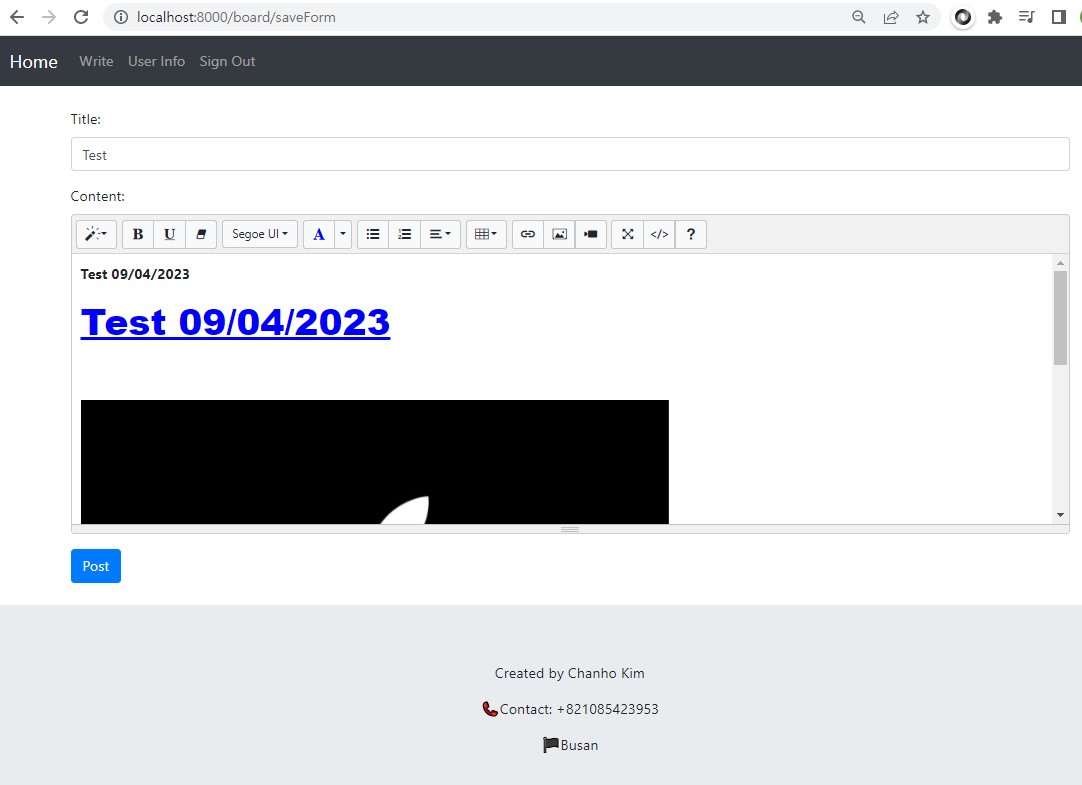 localhost:8000/board/saveForm
Home Write User Info Sign Out
Title:
Test
Content:
B U Segoe UI A </> ?
Test 09/04/2023
Test 09/04/2023
Post
Created by Chanho Kim
Contact: +821085423953
Busan